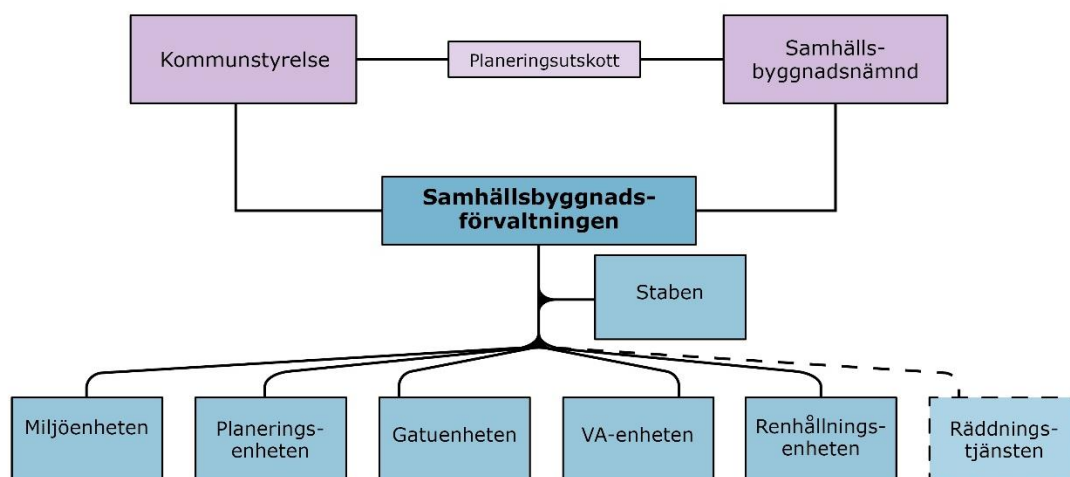 Kommunstyrelse
Planeringsutskott
Samhälls-
byggnadsnämnd
Samhällsbyggnads-
förvaltningen
Staben
Miljöenheten
Planerings-
enheten
Gatuenheten
VA-enheten
Renhållnings-
enheten
Räddnings-
tjänsten